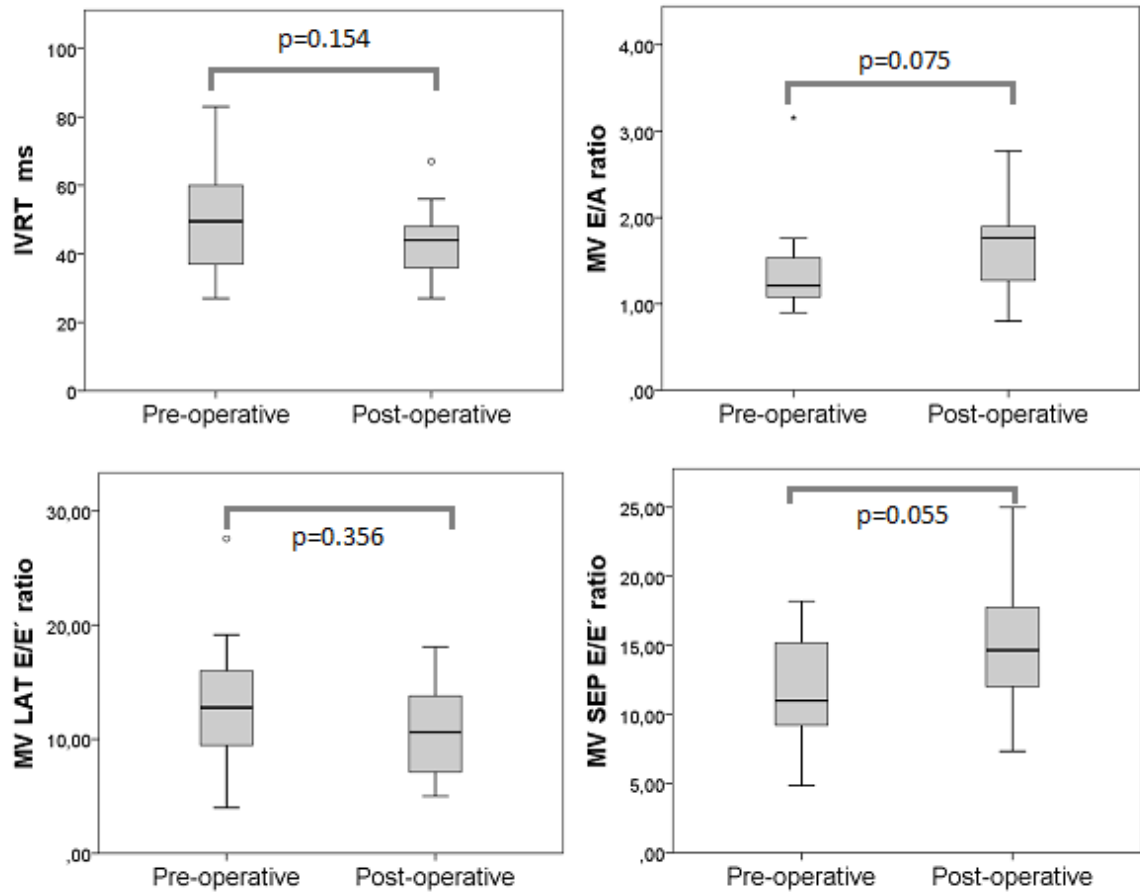 p=0.154
100
80
60
40
20
0
IVRT ms
Pre-operative Post-operative
p=0.075
4,00
3,00
2,00
1,00
,00
MV E/A ratio
Pre-operative Post-operative
p=0.356
30,00
20,00
10,00
,00
MV LAT E/E´ ratio
Pre-operative Post-operative
p=0.055
25,00
20,00
15,00
10,00
5,00
,00
MV SEP E/E´ ratio
Pre-operative Post-operative